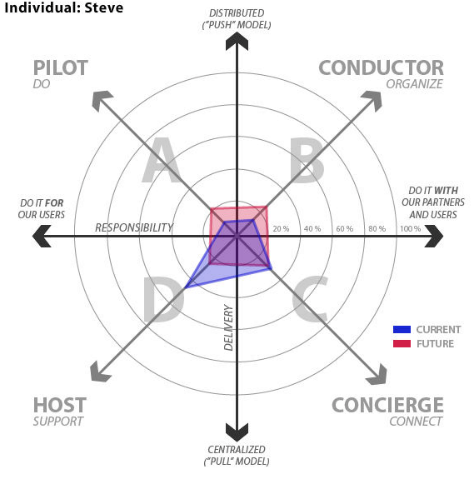 Individual: Steve
DISTRIBUTED
("PUSH" MODEL)
PILOT
DO
CONDUCTOR
ORGANIZE
A
B
DO IT FOR
OUR USERS
DO IT WITH
OUR PARTNERS
AND USERS
RESPONSIBILITY
20 %
40 %
60 %
80 %
100 %
D
C
DELIVERY
CURRENT
FUTURE
HOST
SUPPORT
CONCIERGE
CONNECT
CENTRALIZED
("PULL" MODEL)